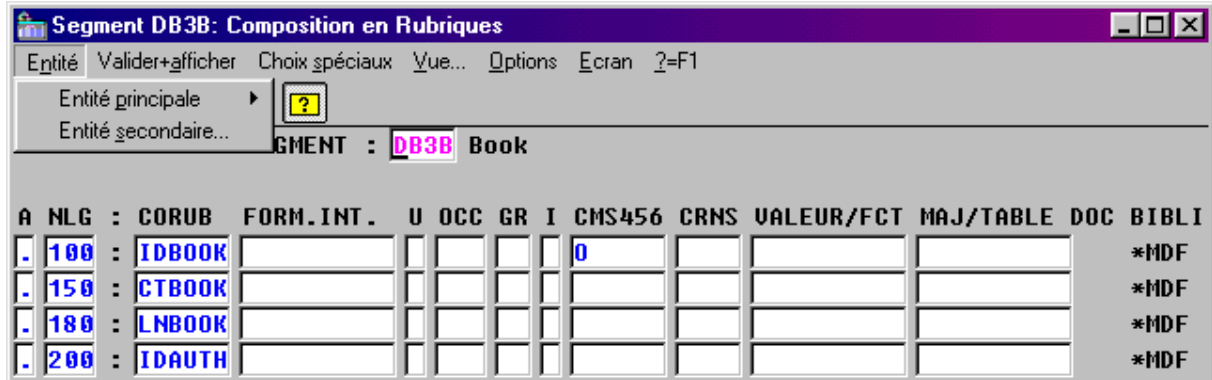 Segment DB3B: Composition en Rubriques
Entité Valider+afficher Choix spéciaux Vue... Options Ecran ?=F1
Entité principale
?
Entité secondaire...
GMENT : DB3B Book
A NLG : CORUB FORM.INT. U OCC GR I CMS456 CRNS VALEUR/FCT MAJ/TABLE DOC BIBLI
. 100 : IDBOOK O *MDF
. 150 : CTBOOK *MDF
. 180 : LNBOOK *MDF
. 200 : IDAUTH *MDF